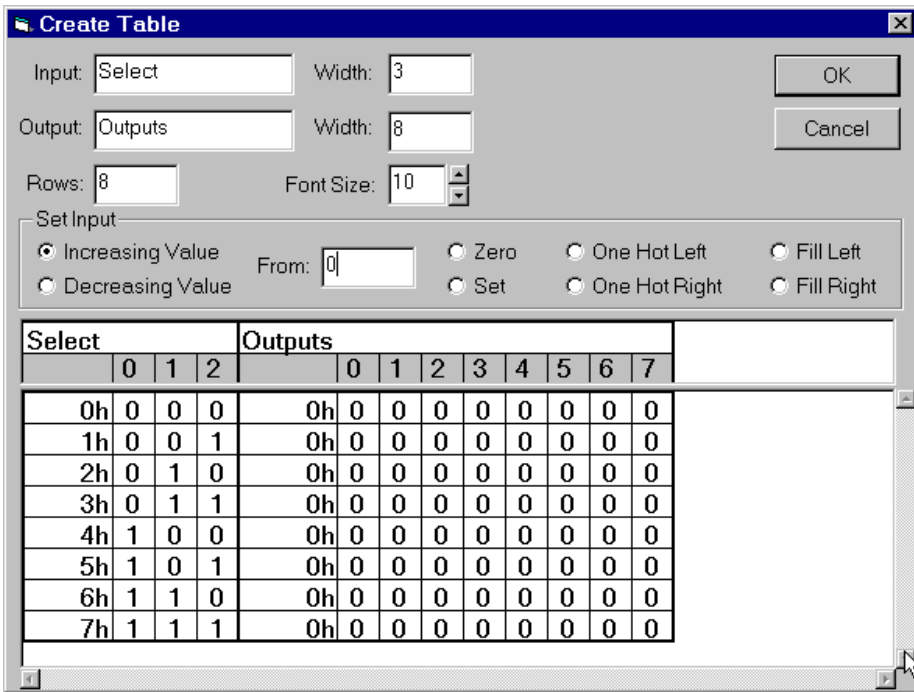 Create Table
Input: Select Width: 3 OK
Output: Outputs Width: 8 Cancel
Rows: 8 Font Size: 10
Set Input
Increasing Value From: 0 Zero One Hot Left Fill Left
Decreasing Value Set One Hot Right Fill Right
Select Outputs
0 1 2 0 1 2 3 4 5 6 7
0h 0 0 0 0h 0 0 0 0 0 0 0 0
1h 0 0 1 0h 0 0 0 0 0 0 0 0
2h 0 1 0 0h 0 0 0 0 0 0 0 0
3h 0 1 1 0h 0 0 0 0 0 0 0 0
4h 1 0 0 0h 0 0 0 0 0 0 0 0
5h 1 0 1 0h 0 0 0 0 0 0 0 0
6h 1 1 0 0h 0 0 0 0 0 0 0 0
7h 1 1 1 0h 0 0 0 0 0 0 0 0